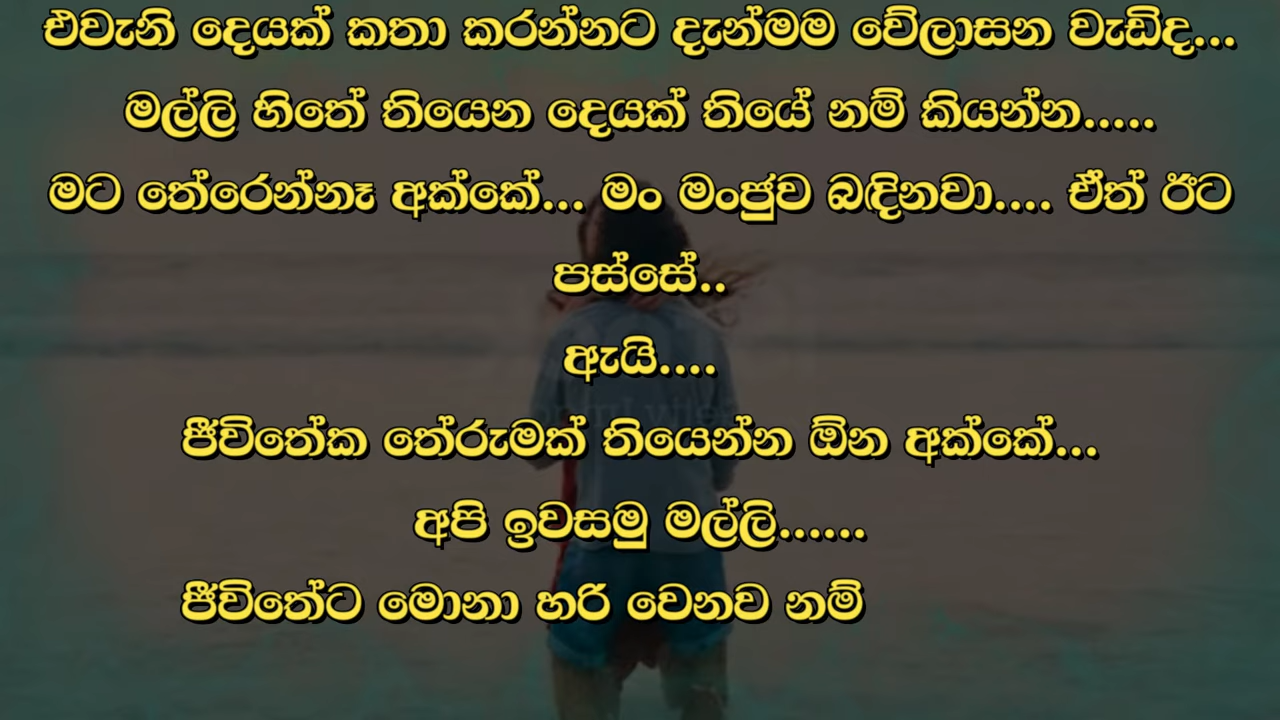 එවැනි දෙයක් කතා කරන්නට දැන්මම වේලාසන වැඩිද...
මල්ලි හිතේ තියෙන දෙයක් තියේ නම් කියන්න.....
මට තේරෙන්නෑ අක්කේ... මං මංජුව බඳිනවා.... ඒත් ඊට
පස්සේ..
ඇයි....
ජීවිතේක තේරුමක් තියෙන්න ඕන අක්කේ...
අපි ඉවසමු මල්ලි......
ජීවිතේට මොනා හරි වෙනව නම්